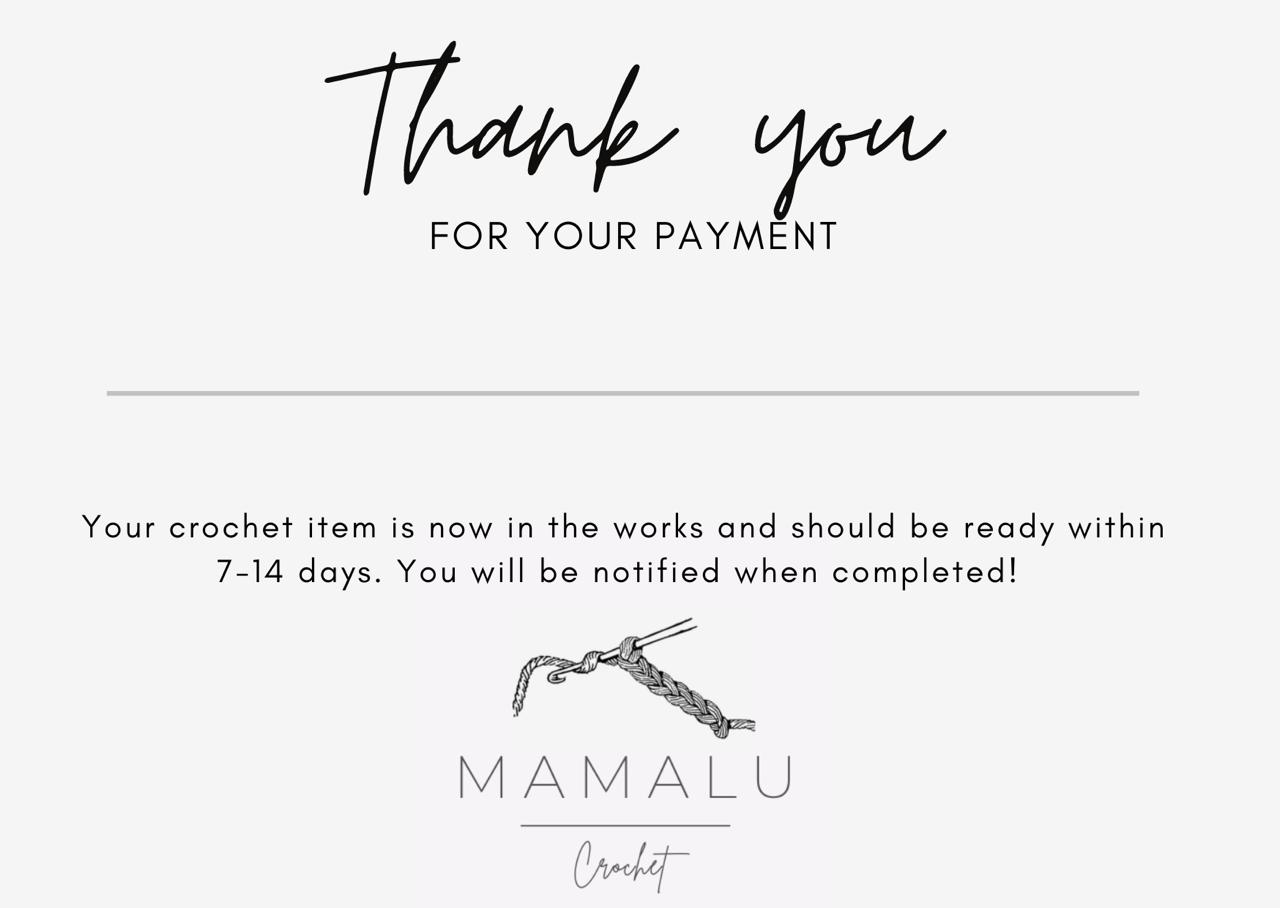 Thank you
FOR YOUR PAYMENT
Your crochet item is now in the works and should be ready within
7-14 days. You will be notified when completed!
MAMALU
Crochet